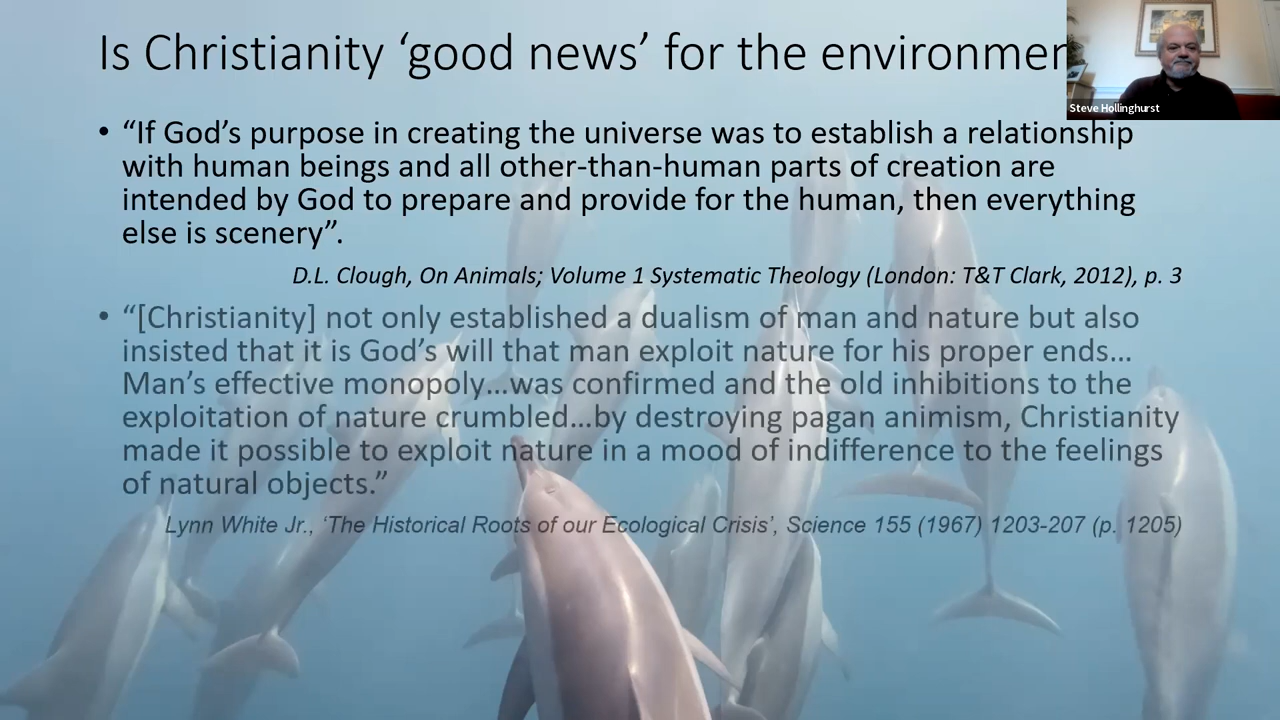 Is Christianity ‘good news’ for the environmen
Steve Hollinghurst
• “If God’s purpose in creating the universe was to establish a relationship
with human beings and all other-than-human parts of creation are
intended by God to prepare and provide for the human, then everything
else is scenery”.
D.L. Clough, On Animals; Volume 1 Systematic Theology (London: T&T Clark, 2012), p. 3
• “[Christianity] not only established a dualism of man and nature but also
insisted that it is God’s will that man exploit nature for his proper ends…
Man’s effective monopoly…was confirmed and the old inhibitions to the
exploitation of nature crumbled…by destroying pagan animism, Christianity
made it possible to exploit nature in a mood of indifference to the feelings
of natural objects.”
Lynn White Jr., ‘The Historical Roots of our Ecological Crisis’, Science 155 (1967) 1203-207 (p. 1205)